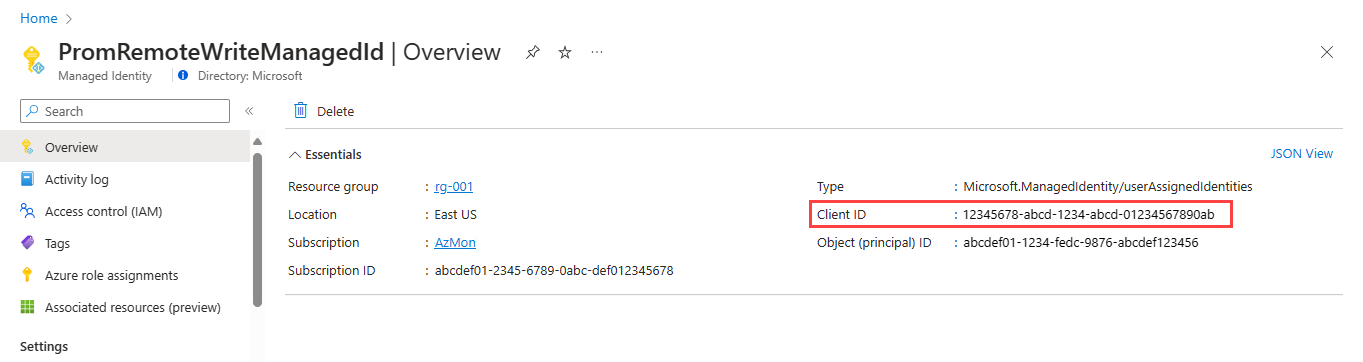 Home
PromRemoteWriteManagedId | Overview
Managed Identity Directory: Microsoft
Search
Delete
Overview
Activity log
Access control (IAM)
Tags
Azure role assignments
Associated resources (preview)
Settings
Essentials JSON View
Resource group : rg-001
Location : East US
Subscription : AzMon
Subscription ID : abcdef01-2345-6789-0abc-def012345678
Type : Microsoft.ManagedIdentity/userAssignedIdentities
Client ID : 12345678-abcd-1234-abcd-01234567890ab
Object (principal) ID : abcdef01-1234-fedc-9876-abcdef123456